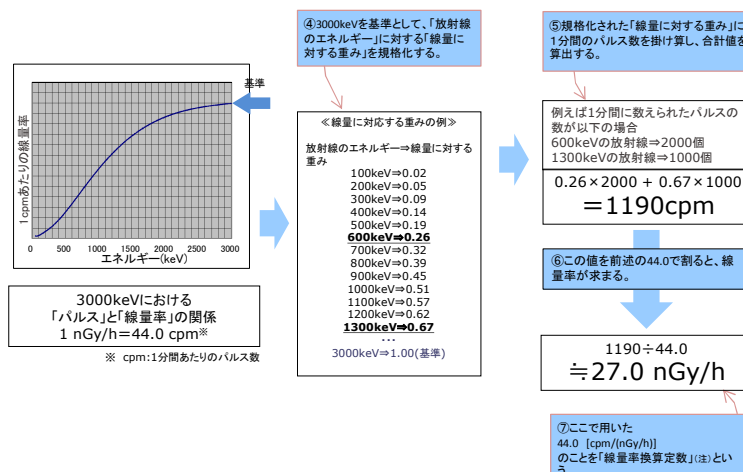 ④3000keVを基準として、「放射線
のエネルギー」に対する「線量に
対する重み」を規格化する。
⑤規格化された「線量に対する重み」に
1分間のパルス数を掛け算し、合計値を
算出する。
基準
1cpmあたりの線量率
0 500 1000 1500 2000 2500 3000
エネルギー(keV)
3000keVにおける
「パルス」と「線量率」の関係
1 nGy/h＝44.0 cpm※
※ cpm:1分間あたりのパルス数
≪線量に対応する重みの例≫
放射線のエネルギー⇒線量に対する
重み
100keV⇒0.02
200keV⇒0.05
300keV⇒0.09
400keV⇒0.14
500keV⇒0.19
600keV⇒0.26
700keV⇒0.32
800keV⇒0.39
900keV⇒0.45
1000keV⇒0.51
1100keV⇒0.57
1200keV⇒0.62
1300keV⇒0.67
…
3000keV⇒1.00(基準)
例えば1分間に数えられたパルスの
数が以下の場合
600keVの放射線⇒2000個
1300keVの放射線⇒1000個
0.26×2000 + 0.67×1000
＝1190cpm
⑥この値を前述の44.0で割ると、線
量率が求まる。
1190÷44.0
≒27.0 nGy/h
⑦ここで用いた
44.0 [cpm/(nGy/h)]
のことを「線量率換算定数」(注)とい
う